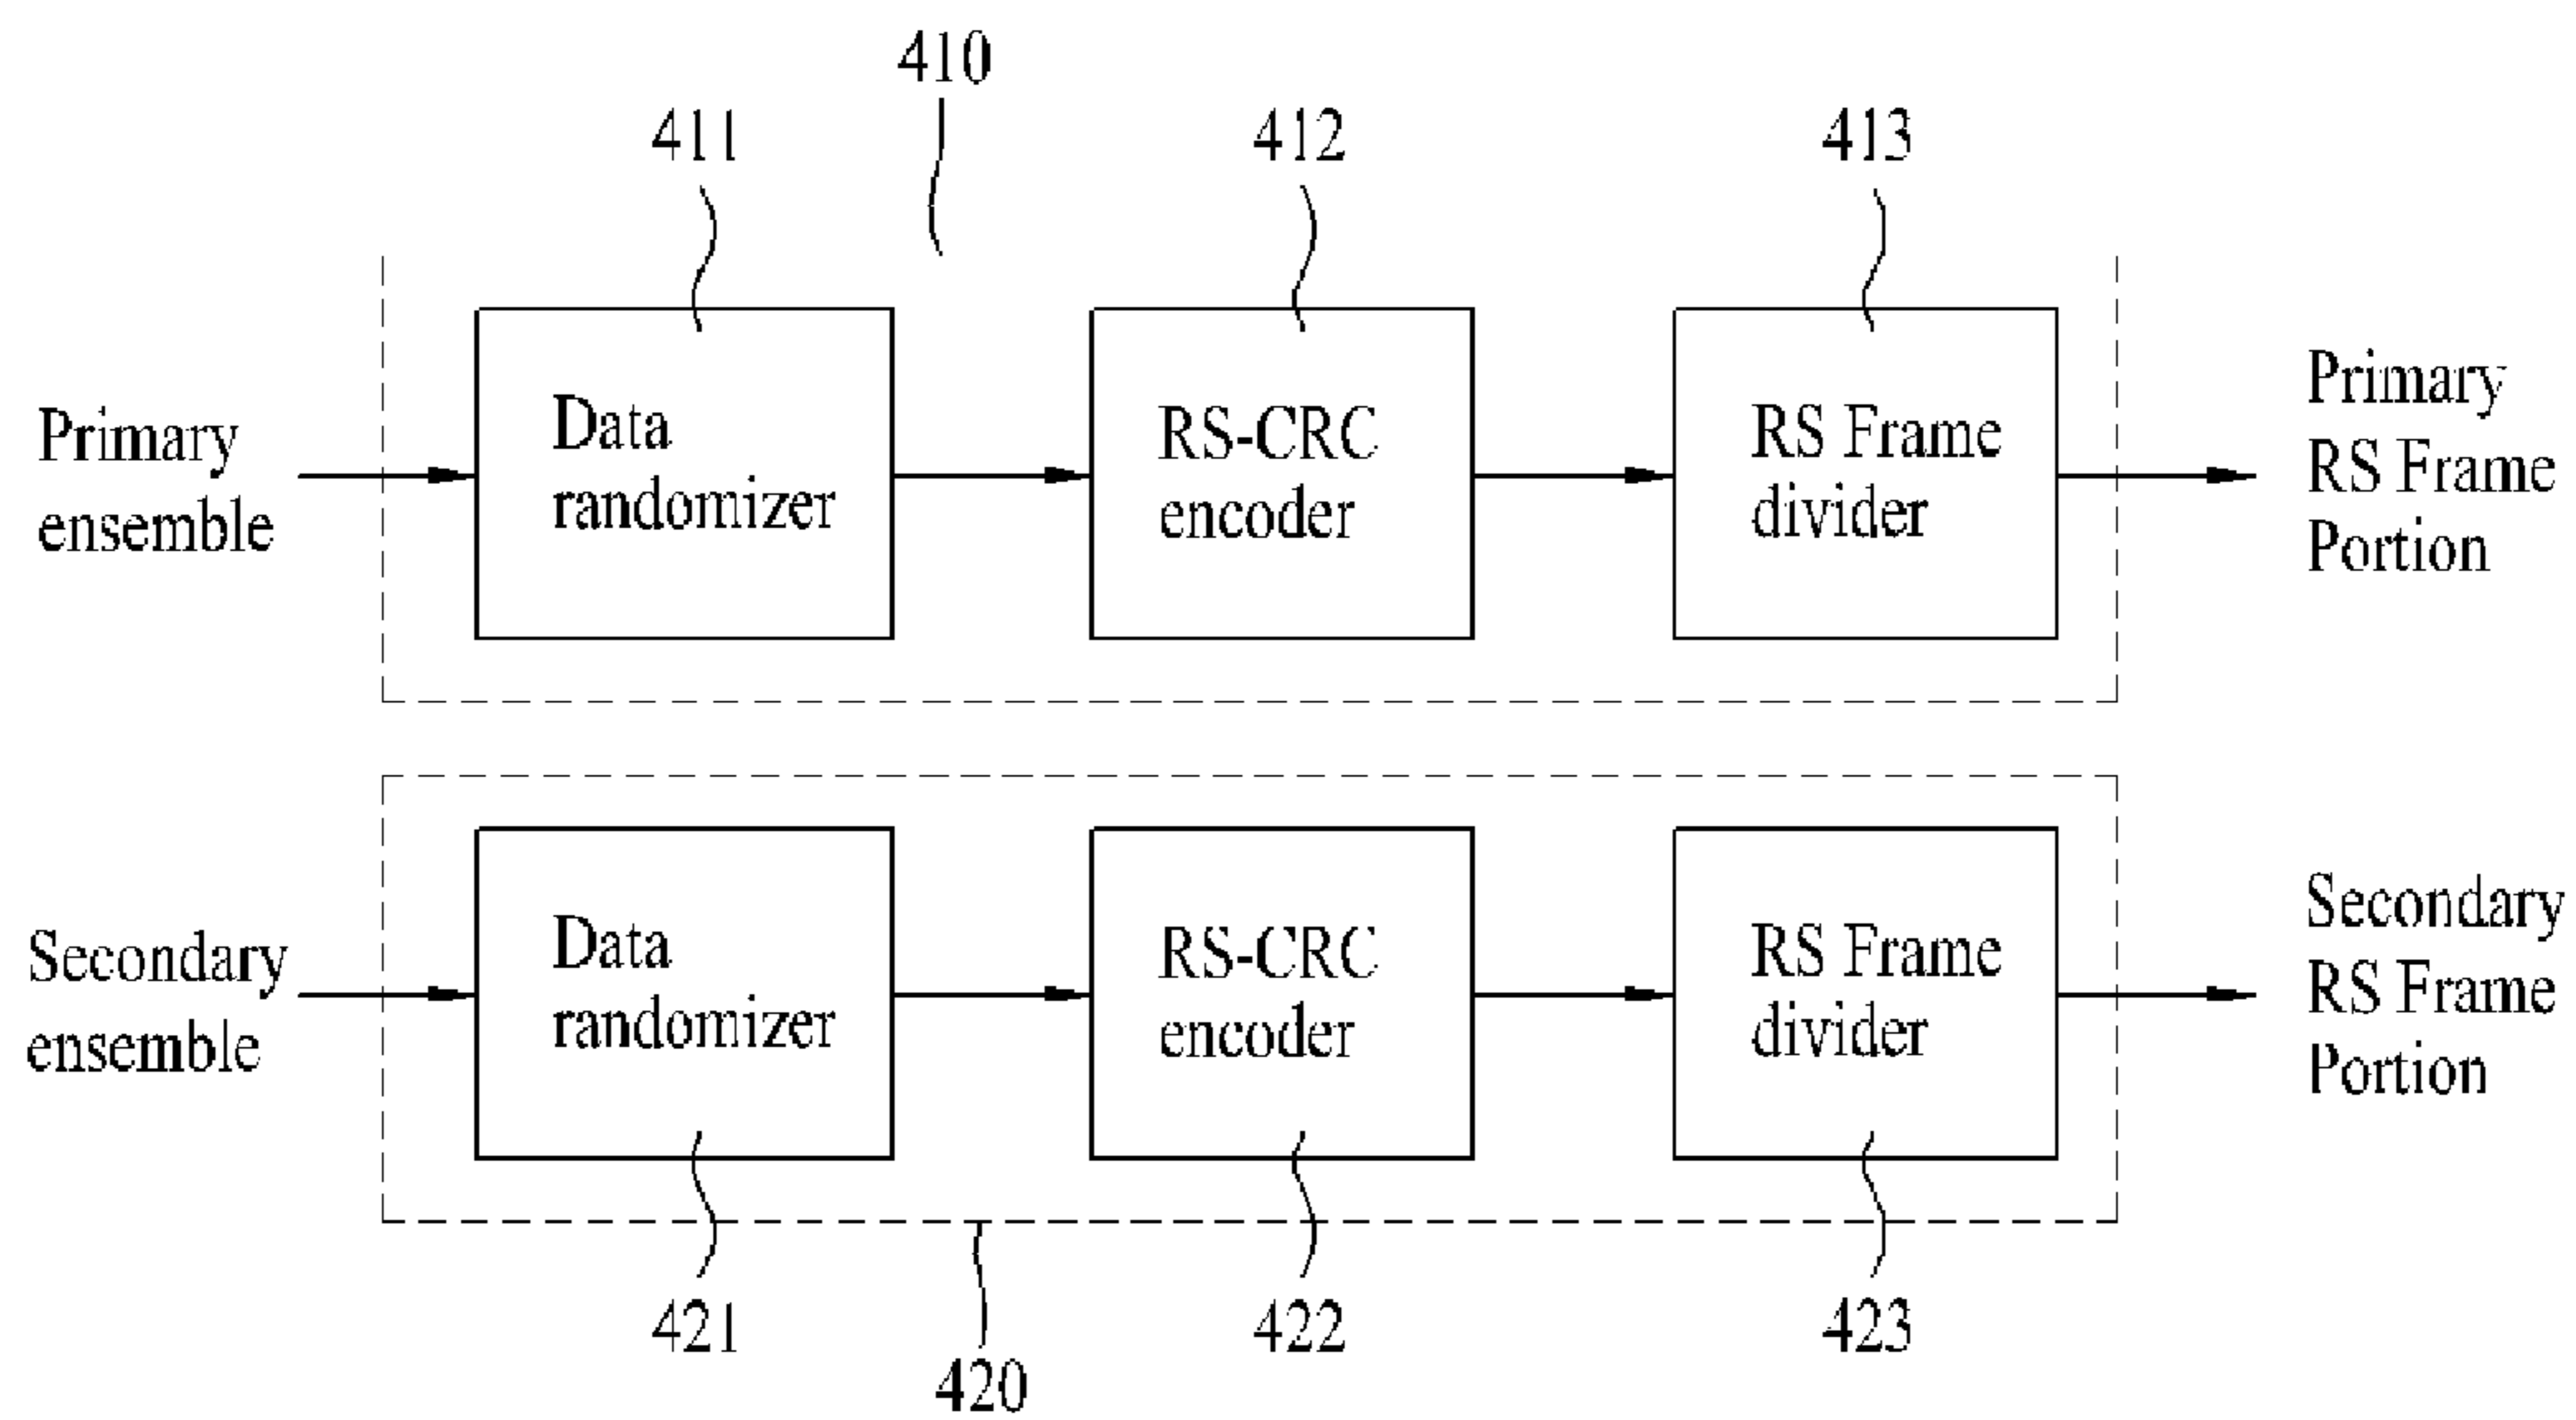 410
411
412
413
Primary
ensemble
Data
randomizer
RS-CRC
encoder
RS Frame
divider
Primary
RS Frame
Portion
Secondary
ensemble
Data
randomizer
RS-CRC
encoder
RS Frame
divider
Secondary
RS Frame
Portion
421
422
423
420